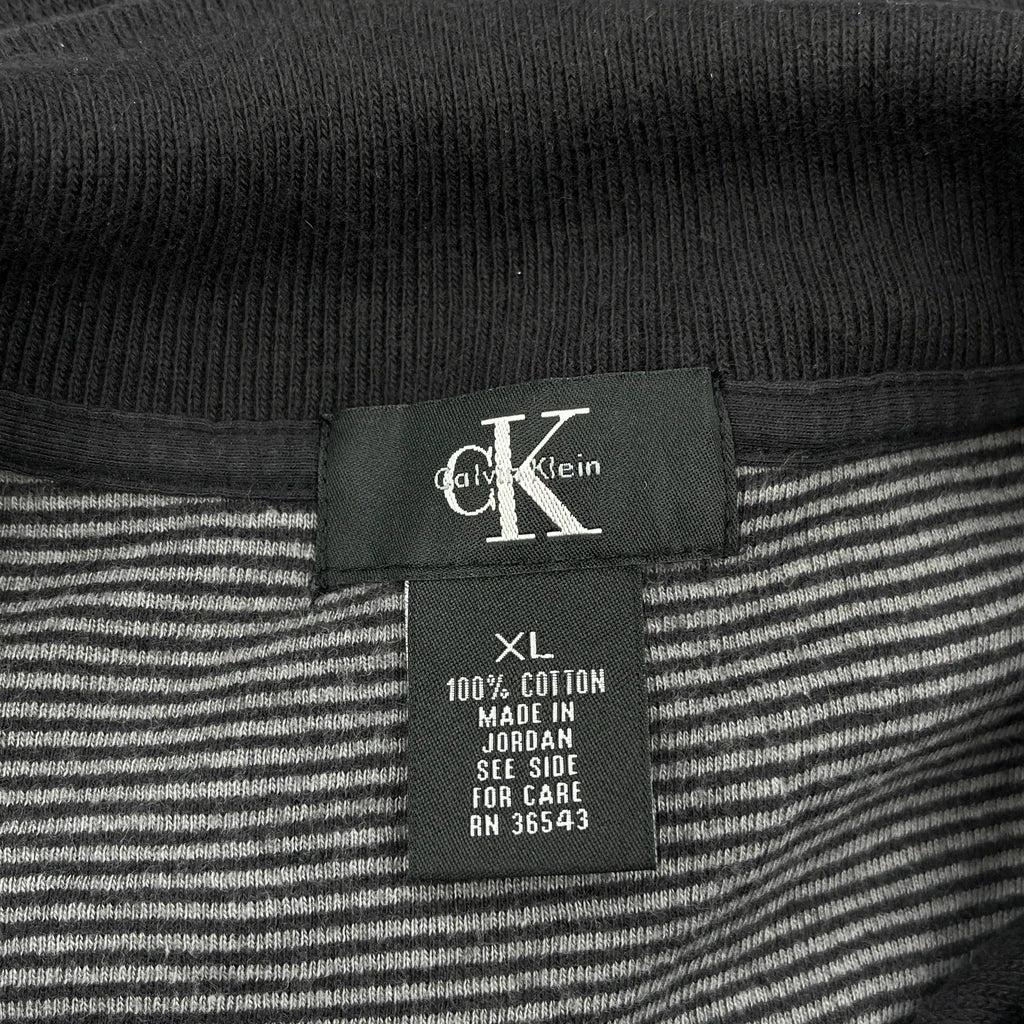 CK
Calvin Klein
XL
100% COTTON
MADE IN
JORDAN
SEE SIDE
FOR CARE
RN 36543